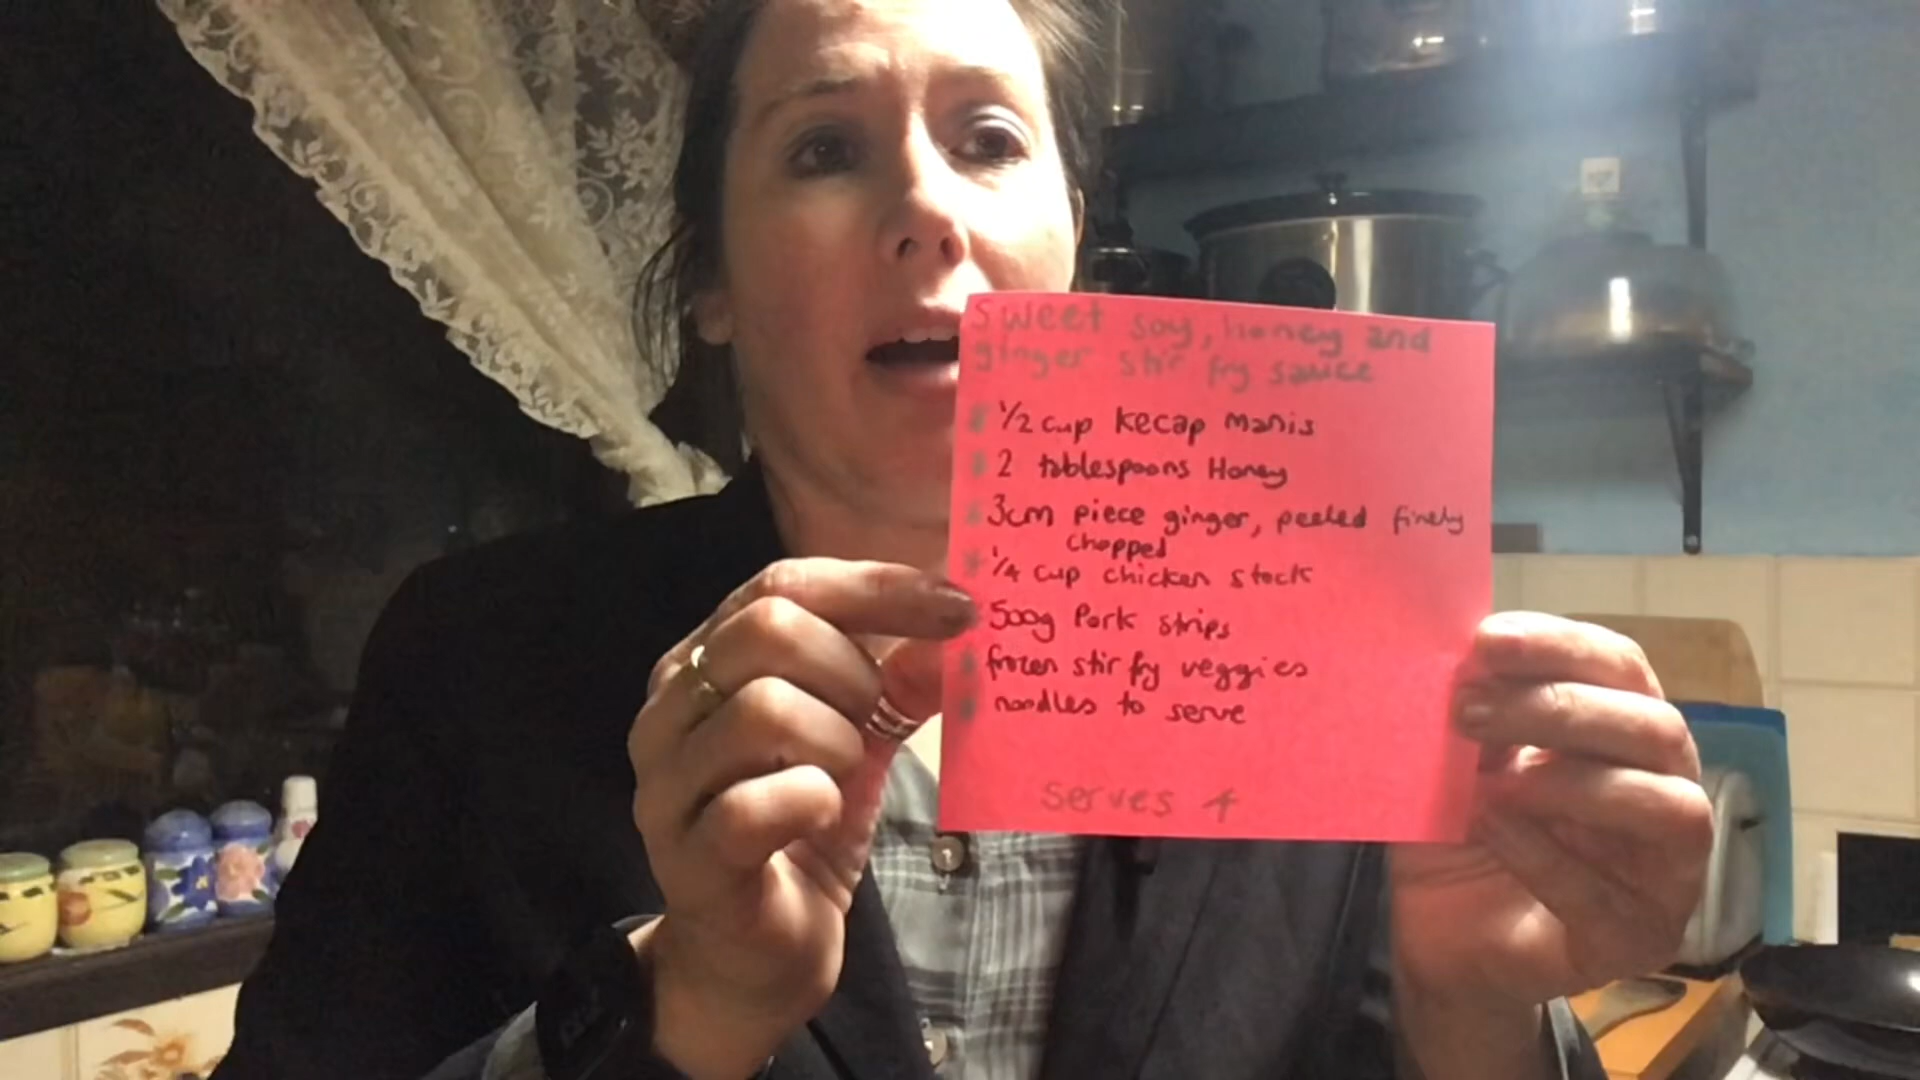 Sweet soy, honey and
ginger stir fry sauce
* 1/2 cup Kecap Manis
* 2 tablespoons Honey
* 3cm piece ginger, peeled finely
chopped
* 1/4 cup chicken stock
* 500g Pork strips
* frozen stir fry veggies
* noodles to serve
serves 4